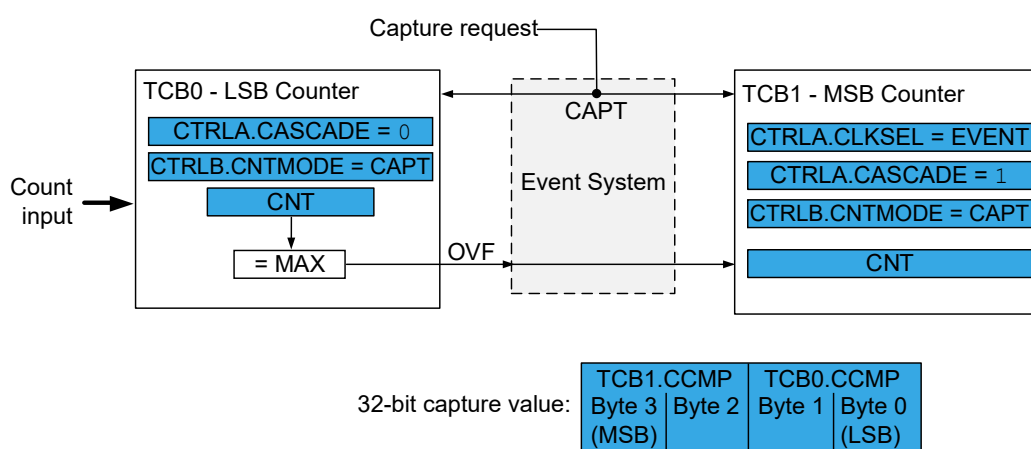 Capture request
TCB0 - LSB Counter
CTRLA.CASCADE = 0
CTRLB.CNTMODE = CAPT
CNT
= MAX
Count
input
OVF
CAPT
Event System
TCB1 - MSB Counter
CTRLA.CLKSEL = EVENT
CTRLA.CASCADE = 1
CTRLB.CNTMODE = CAPT
CNT
32-bit capture value:
TCB1.CCMP TCB0.CCMP
Byte 3 Byte 2 Byte 1 Byte 0
(MSB) (LSB)